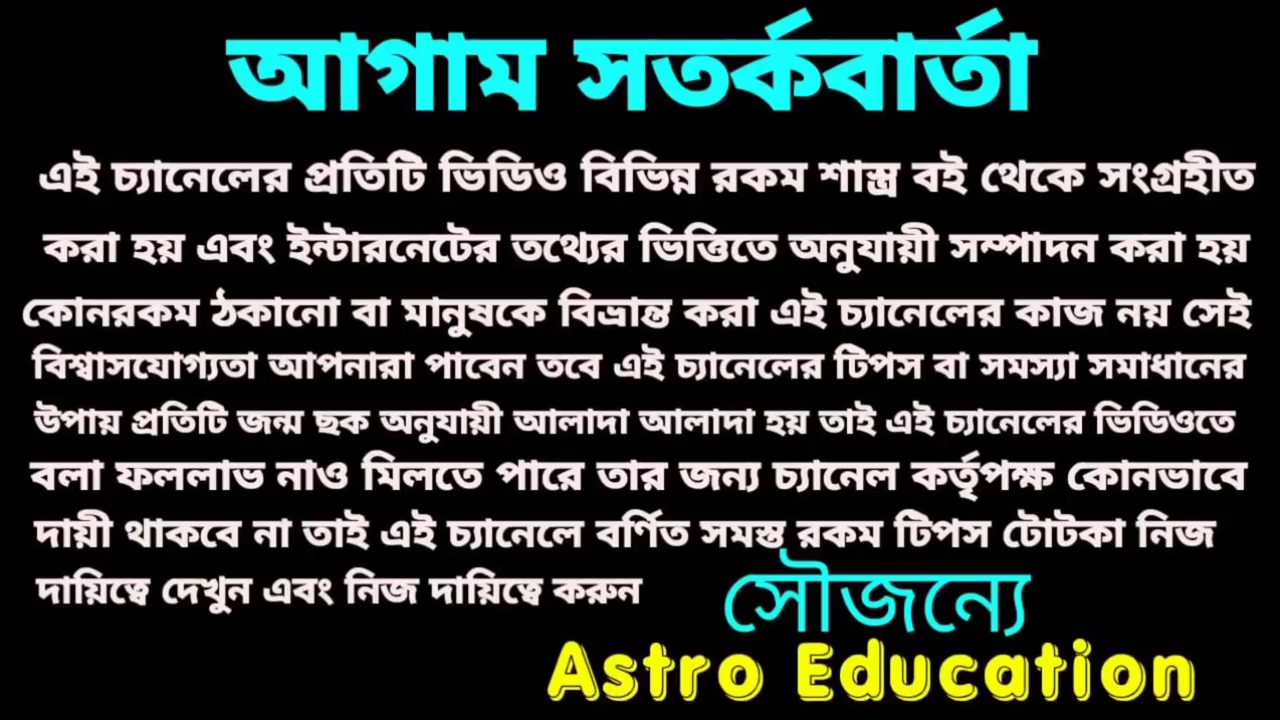 আগাম সতর্কবার্তা
এই চ্যানেলের প্রতিটি ভিডিও বিভিন্ন রকম শাস্ত্র বই থেকে সংগ্রহীত
করা হয় এবং ইন্টারনেটের তথ্যের ভিত্তিতে অনুযায়ী সম্পাদন করা হয়
কোনরকম ঠকানো বা মানুষকে বিভ্রান্ত করা এই চ্যানেলের কাজ নয় সেই
বিশ্বাসযোগ্যতা আপনারা পাবেন তবে এই চ্যানেলের টিপস বা সমস্যা সমাধানের
উপায় প্রতিটি জন্ম ছক অনুযায়ী আলাদা আলাদা হয় তাই এই চ্যানেলের ভিডিওতে
বলা ফললাভ নাও মিলতে পারে তার জন্য চ্যানেল কর্তৃপক্ষ কোনভাবে
দায়ী থাকবে না তাই এই চ্যানেলে বর্ণিত সমস্ত রকম টিপস টোটকা নিজ
দায়িত্বে দেখুন এবং নিজ দায়িত্বে করুন
সৌজন্যে
Astro Education